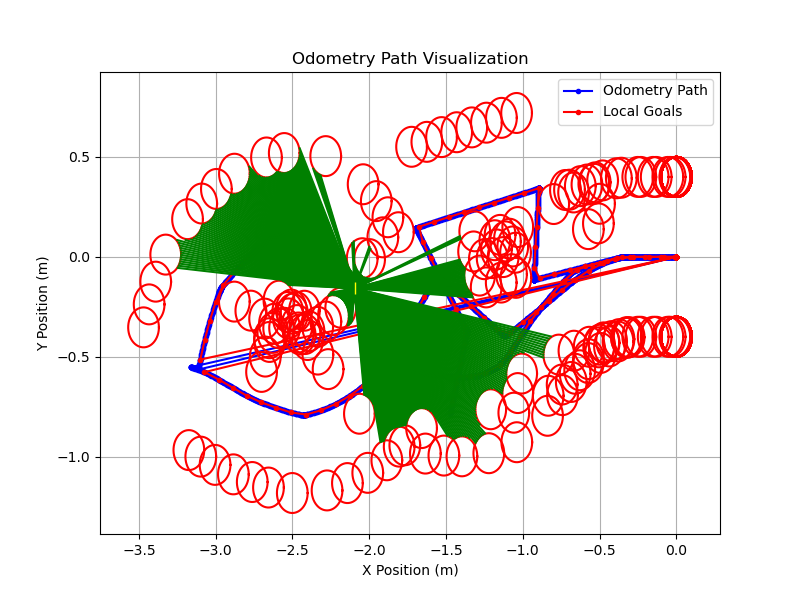 Odometry Path Visualization
Odometry Path
Local Goals
Y Position (m)
0.5
0.0
−0.5
−1.0
−3.5 −3.0 −2.5 −2.0 −1.5 −1.0 −0.5 0.0
X Position (m)